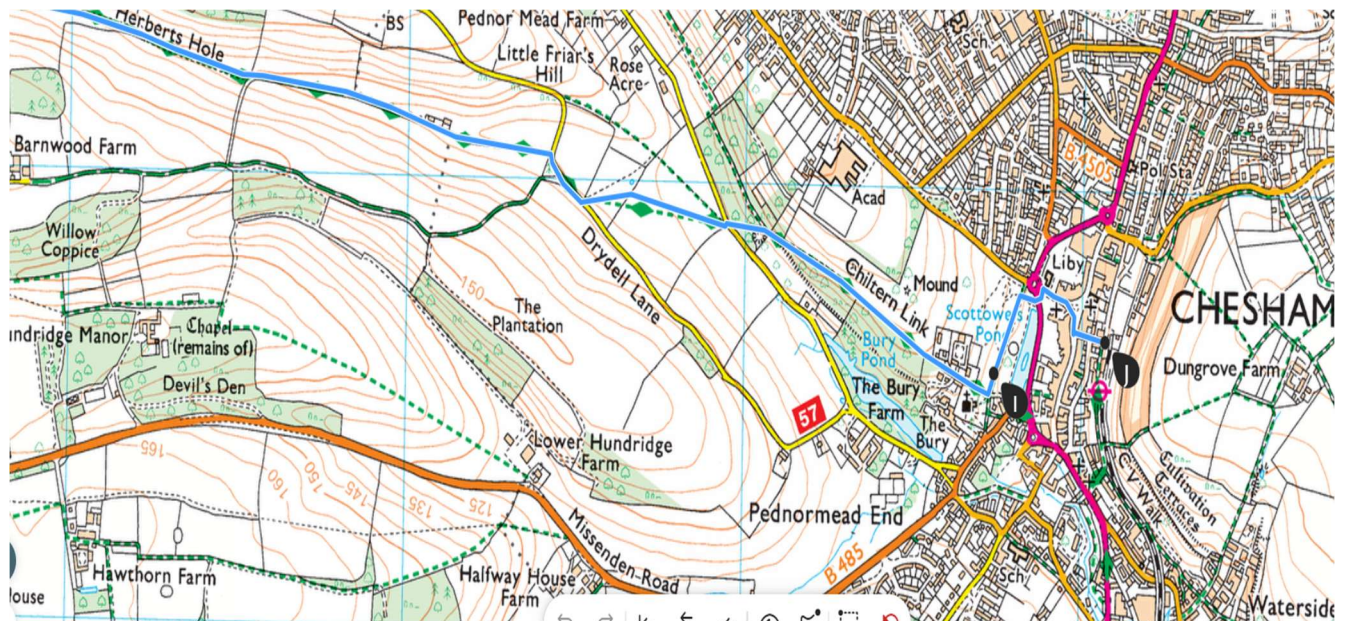 Herberts Hole
BS
Pednor Mead Farm
Little Friar's
Hill
Rose
Acre
Sch
Barnwood Farm
B 4505
Pol Sta
Acad
Willow
Coppice
Drydell Lane
Chiltern Link
Mound
Liby
Scottowe's
Pond
CHESHAM
150
The
Plantation
undridge Manor
Chapel
(remains of)
Bury
Pond
Dungrove Farm
Devil's Den
The Bury
Farm
57
The
Bury
165
160
150
145
135
125
Lower Hundridge
Farm
Cultivation
Terraces
C V Walk
Pednormead End
Missenden Road
B 485
Hawthorn Farm
Halfway House
Farm
Sch
ouse
Waterside